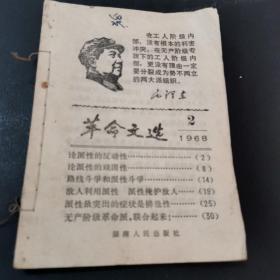 在工人阶级内
部，没有根本的利害
冲突。在无产阶级专
政下的工人阶级内
部，更没有理由一定
要分裂成为势不两立
的两大派组织。
毛泽东
革命文选
2
1968
论派性的反动性……（2）
论派性的顽固性……（8）
路线斗争和派性斗争……（14）
敌人利用派性 派性掩护敌人……（19）
派性最突出的症状是排他性……（25）
无产阶级革命派，联合起来！……（30）
湖南人民出版社